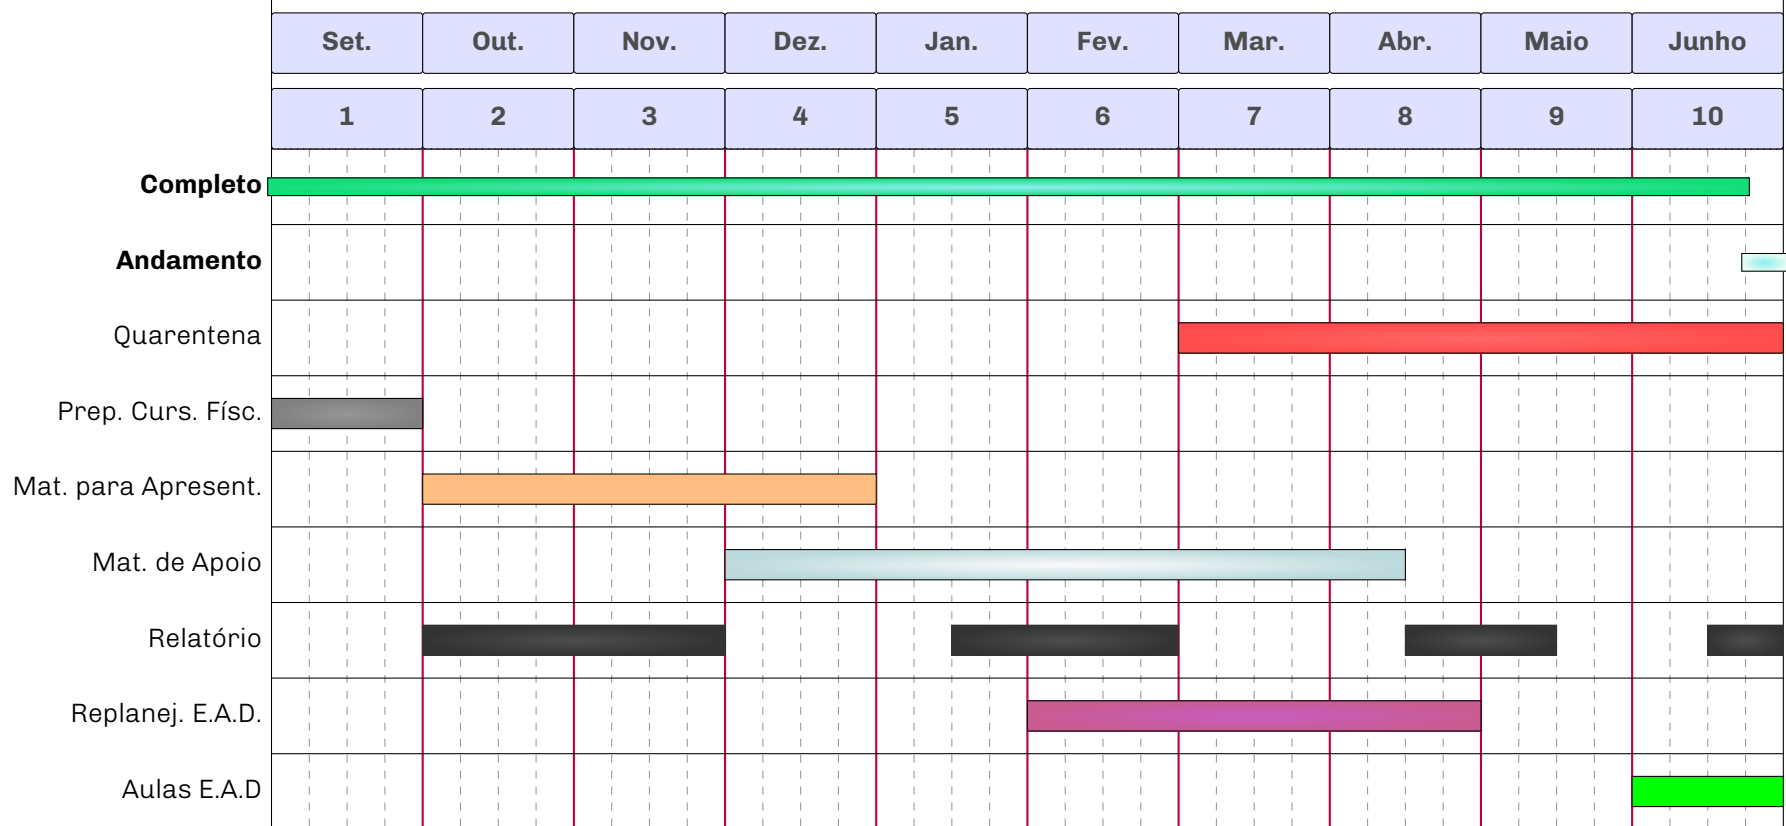 Set. Out. Nov. Dez. Jan. Fev. Mar. Abr. Maio Junho
1 2 3 4 5 6 7 8 9 10
Completo
Andamento
Quarentena
Prep. Curs. Físc.
Mat. para Apresent.
Mat. de Apoio
Relatório
Replanej. E.A.D.
Aulas E.A.D